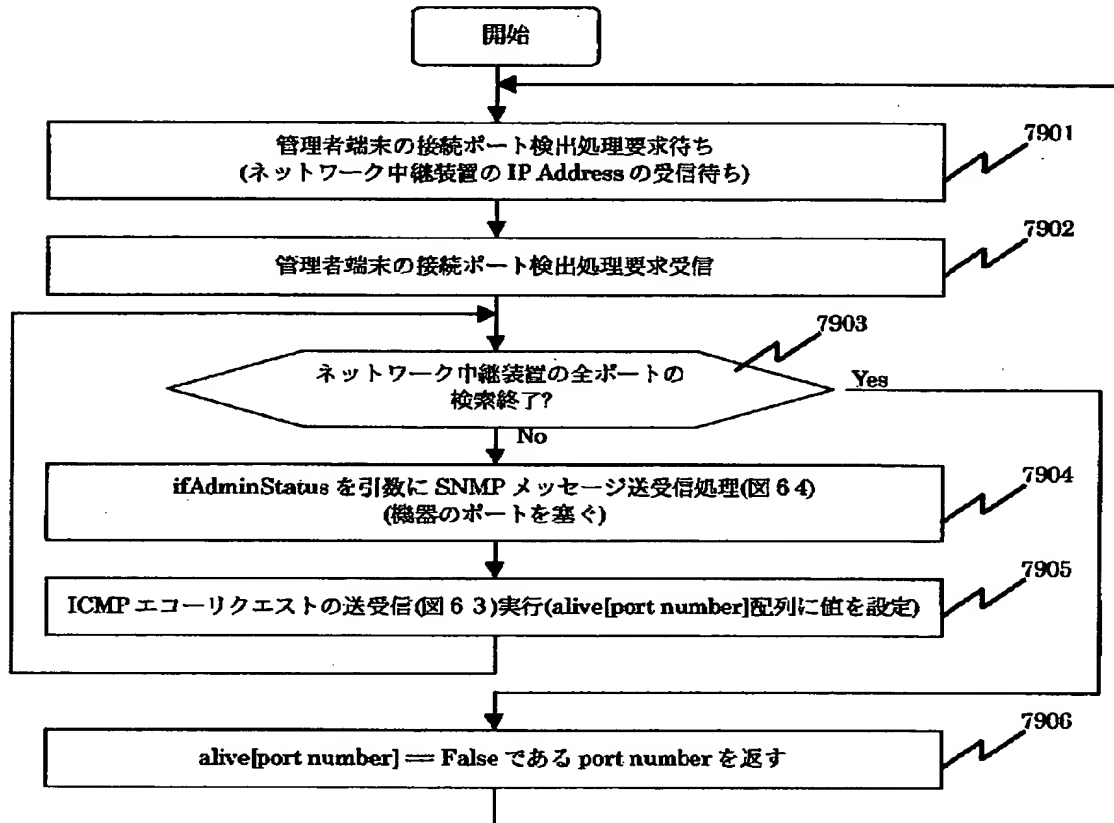 開始
管理者端末の接続ポート検出処理要求待ち
(ネットワーク中継装置の IP Address の受信待ち)
7901
管理者端末の接続ポート検出処理要求受信
7902
ネットワーク中継装置の全ポートの
検索終了?
7903
Yes
No
ifAdminStatus を引数に SNMP メッセージ送受信処理(図６４)
(機器のポートを塞ぐ)
7904
ICMP エコーリクエストの送受信(図６３)実行(alive[port number]配列に値を設定)
7905
alive[port number] == False である port number を返す
7906